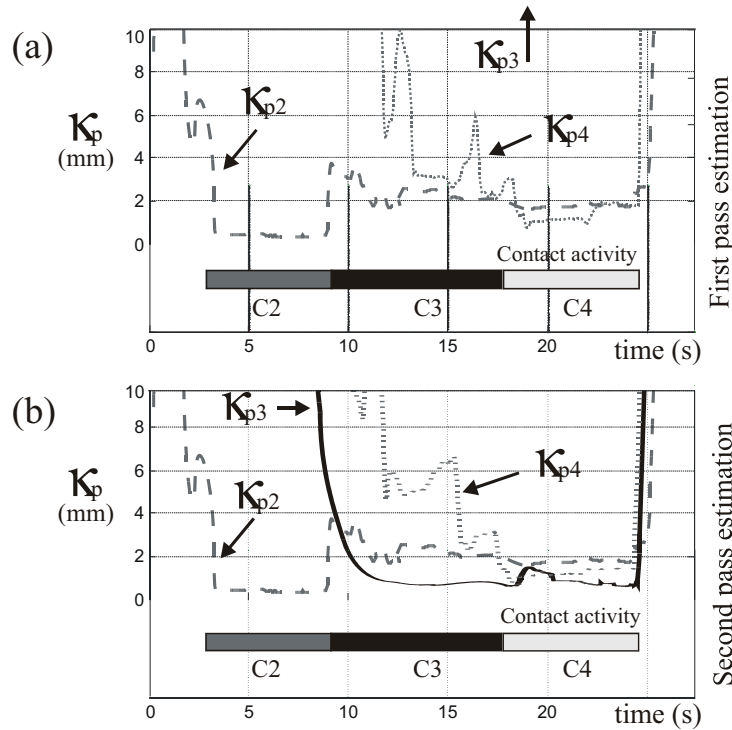 (a)
10
8
6
4
2
0
κp
(mm)
κp2
κp3
κp4
Contact activity
C2
C3
C4
0
5
10
15
20
time (s)
First pass estimation
(b)
10
8
6
4
2
0
κp
(mm)
κp3
κp2
κp4
Contact activity
C2
C3
C4
0
5
10
15
20
time (s)
Second pass estimation